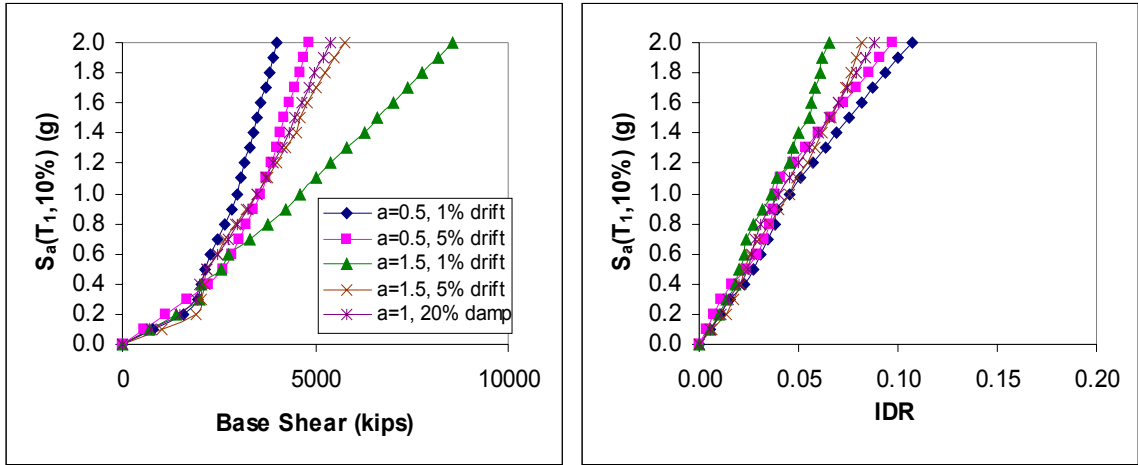 Sa(T1,10%) (g)
2.0
1.8
1.6
1.4
1.2
1.0
0.8
0.6
0.4
0.2
0.0
a=0.5, 1% drift
a=0.5, 5% drift
a=1.5, 1% drift
a=1.5, 5% drift
a=1, 20% damp
0 5000 10000
Base Shear (kips)
Sa(T1,10%) (g)
2.0
1.8
1.6
1.4
1.2
1.0
0.8
0.6
0.4
0.2
0.0
0.00 0.05 0.10 0.15 0.20
IDR